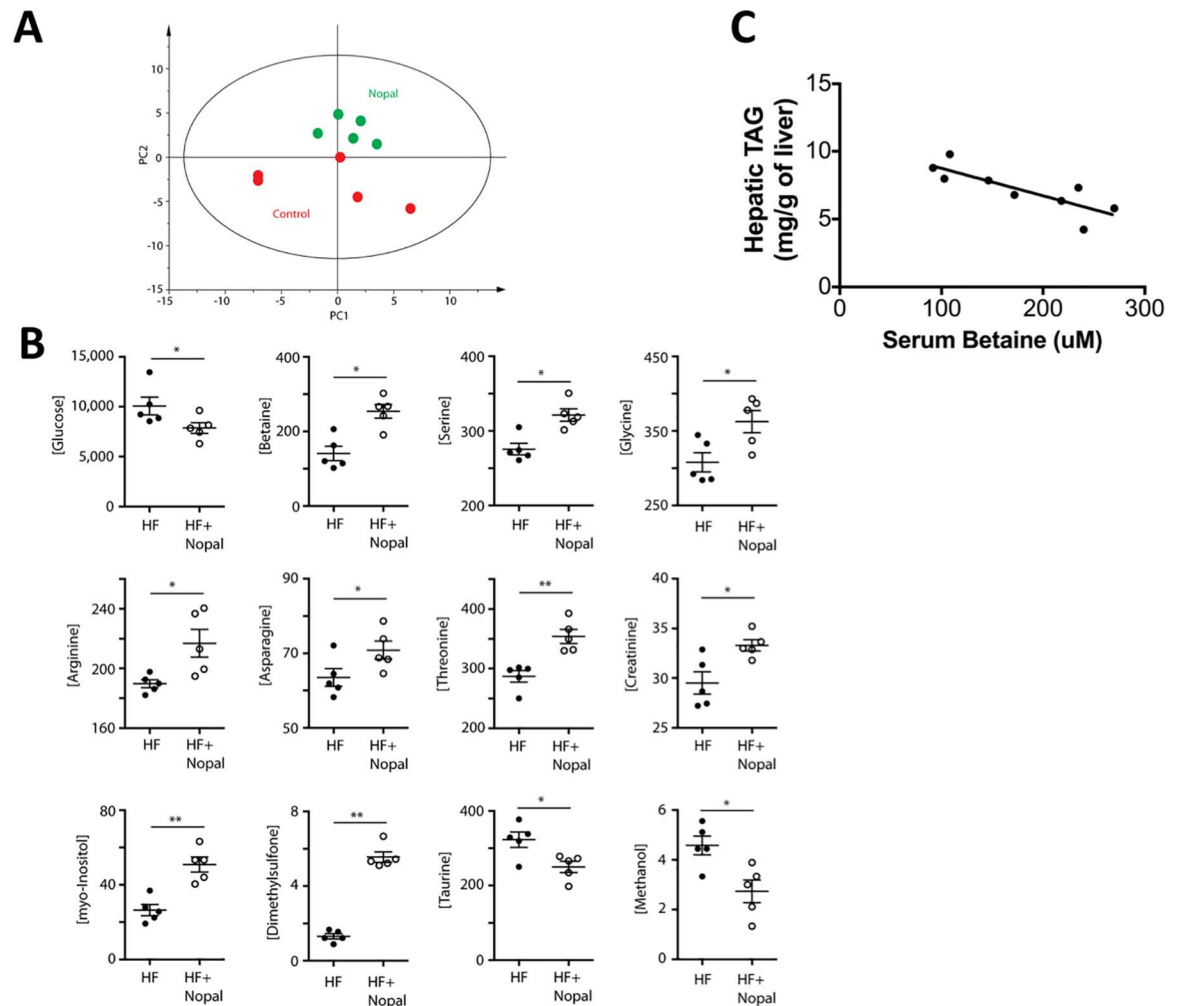 A
10
5
0
-5
-10
-15
-15
-10
-5
0
5
10
PC2
PC1
Nopal
Control
C
15
10
5
0
0
100
200
300
Hepatic TAG
(mg/g of liver)
Serum Betaine (uM)
B
[Glucose]
15,000
10,000
5,000
0
*
HF
HF+
Nopal
[Betaine]
400
200
0
*
HF
HF+
Nopal
[Serine]
400
300
200
*
HF
HF+
Nopal
[Glycine]
450
350
250
*
HF
HF+
Nopal
[Arginine]
240
200
160
*
HF
HF+
Nopal
[Asparagine]
90
70
50
*
HF
HF+
Nopal
[Threonine]
400
300
200
**
HF
HF+
Nopal
[Creatinine]
40
35
30
25
*
HF
HF+
Nopal
[myo-Inositol]
80
40
0
**
HF
HF+
Nopal
[Dimethylsulfone]
8
4
0
**
HF
HF+
Nopal
[Taurine]
400
200
0
*
HF
HF+
Nopal
[Methanol]
6
4
2
0
*
HF
HF+
Nopal